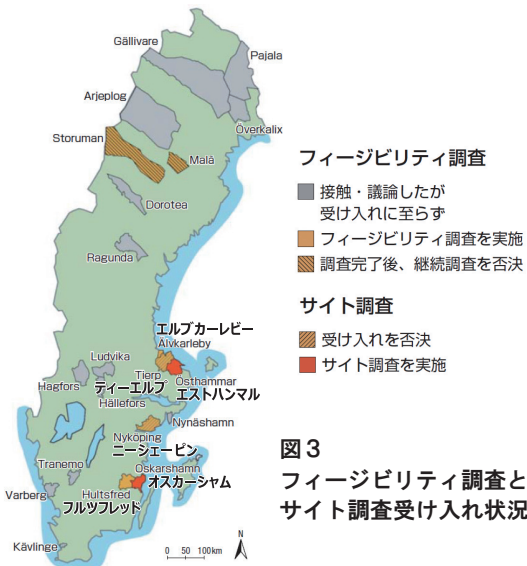 Gällivare
Pajala
Arjeplog
Storuman
Överkalix
Malå
Dorotea
Ragunda
エルブカーレビー
Älvkarleby
Ludvika
Tierp
Östhammar
Hagfors
ティーエルプ
エストハンマル
Hällefors
Nynäshamn
Nyköping
ニーシェーピン
Tranemo
Oskarshamn
オスカーシャム
Varberg
Hultsfred
フルツフレッド
Kävlinge
0 50 100km
N
フィージビリティ調査
接触・議論したが
受け入れに至らず
フィージビリティ調査を実施
調査完了後、継続調査を否決
サイト調査
受け入れを否決
サイト調査を実施
図3
フィージビリティ調査と
サイト調査受け入れ状況